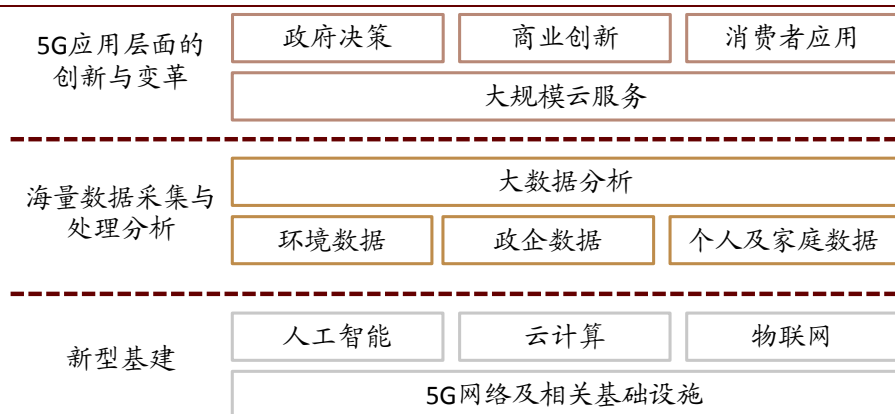 5G应用层面的
创新与变革
政府决策
商业创新
消费者应用
大规模云服务
海量数据采集与
处理分析
大数据分析
环境数据
政企数据
个人及家庭数据
新型基建
人工智能
云计算
物联网
5G网络及相关基础设施